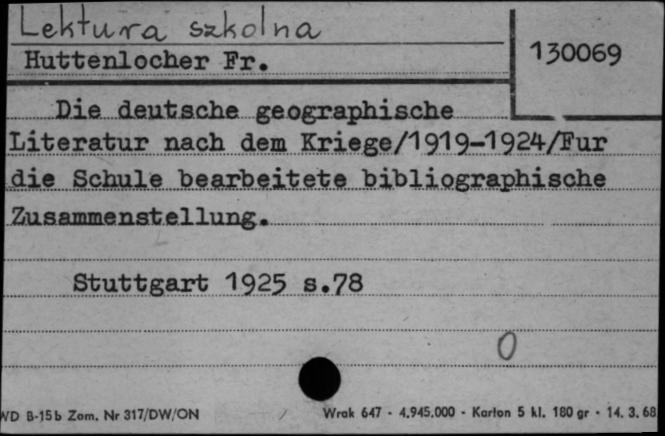 Lektura szkolna
Huttenlocher Fr.
130069
Die deutsche geographische
Literatur nach dem Kriege/1919-1924/Fur
die Schule bearbeitete bibliographische
Zusammenstellung.
Stuttgart 1925 s.78
0
WD B-15b Zam. Nr 317/DW/ON
Wrak 647 - 4.945.000 - Karton 5 kl. 180 gr - 14. 3. 68